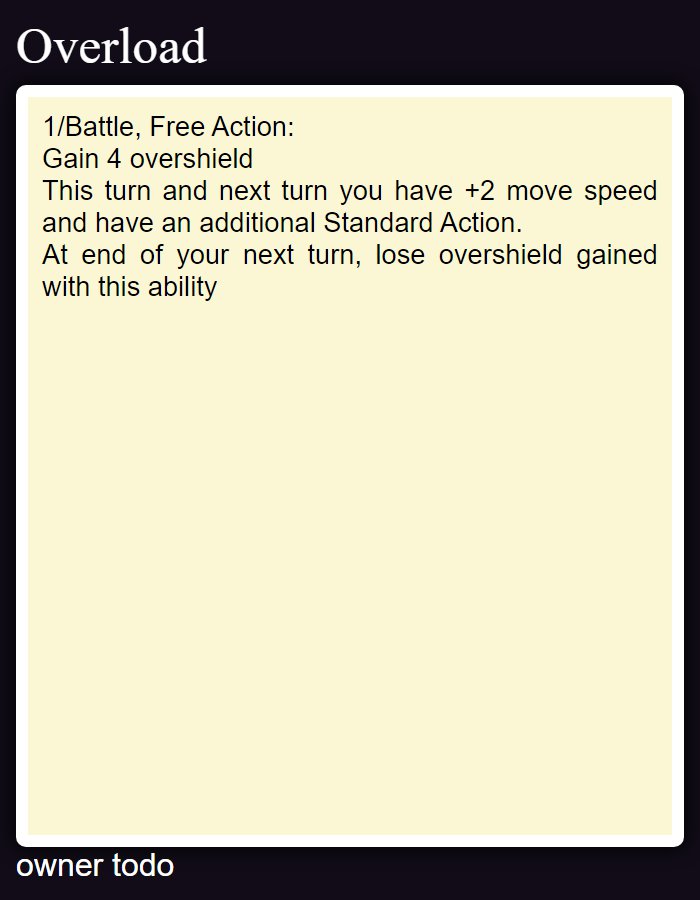 Overload
1/Battle, Free Action:
Gain 4 overshield
This turn and next turn you have +2 move speed
and have an additional Standard Action.
At end of your next turn, lose overshield gained
with this ability
owner todo